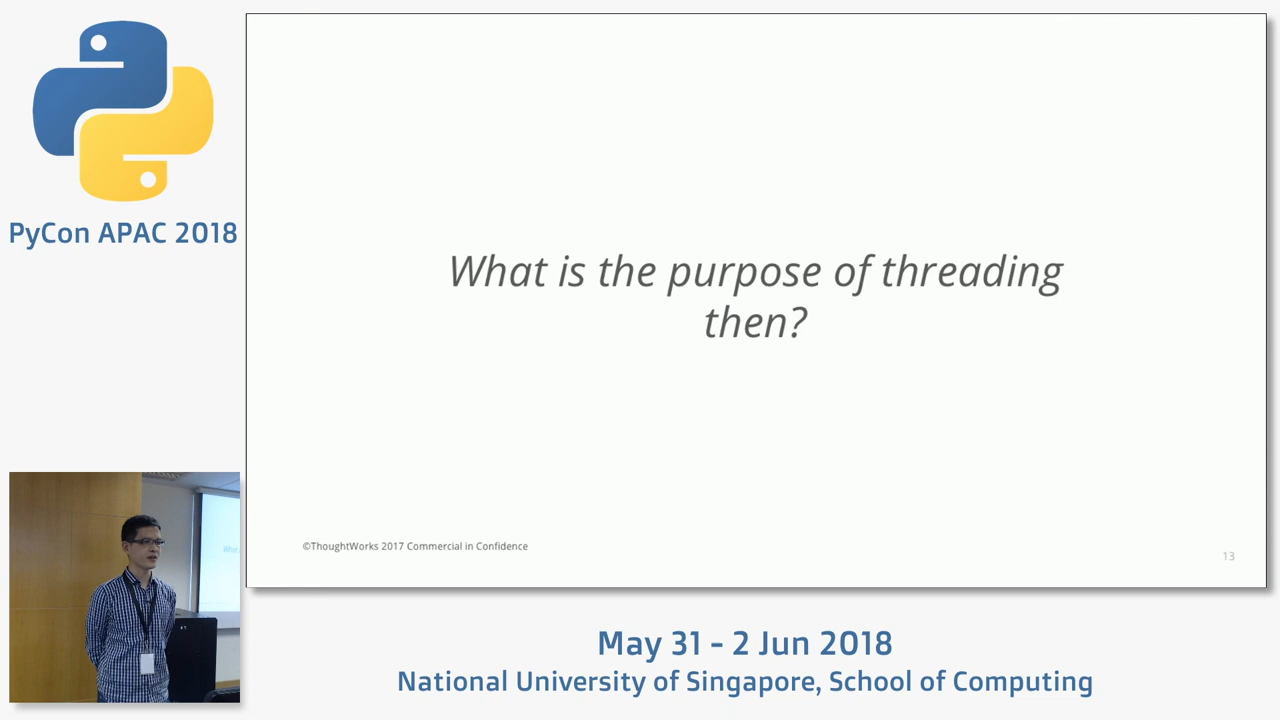 PyCon APAC 2018
What is the purpose of threading
then?
©ThoughtWorks 2017 Commercial in Confidence
13
May 31 - 2 Jun 2018
National University of Singapore, School of Computing